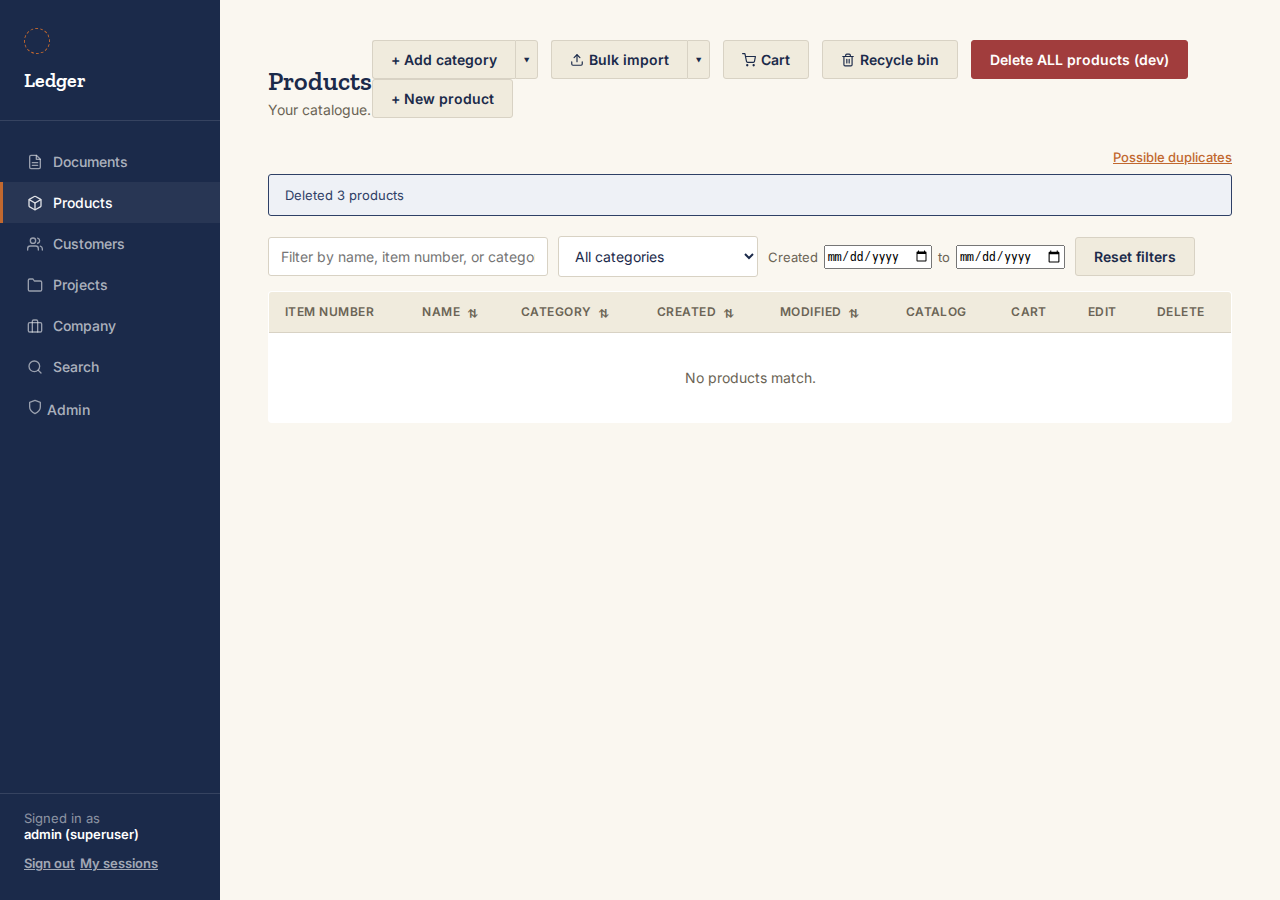 Ledger
Documents
Products
Customers
Projects
Company
Search
Admin
Signed in as
admin (superuser)
Sign out My sessions
Products
Your catalogue.
+ Add category ▾ Bulk import ▾ Cart Recycle bin Delete ALL products (dev)
+ New product
Possible duplicates
Deleted 3 products
Filter by name, item number, or catego All categories Created mm/dd/yyyy to mm/dd/yyyy Reset filters
ITEM NUMBER NAME ⇅ CATEGORY ⇅ CREATED ⇅ MODIFIED ⇅ CATALOG CART EDIT DELETE
No products match.